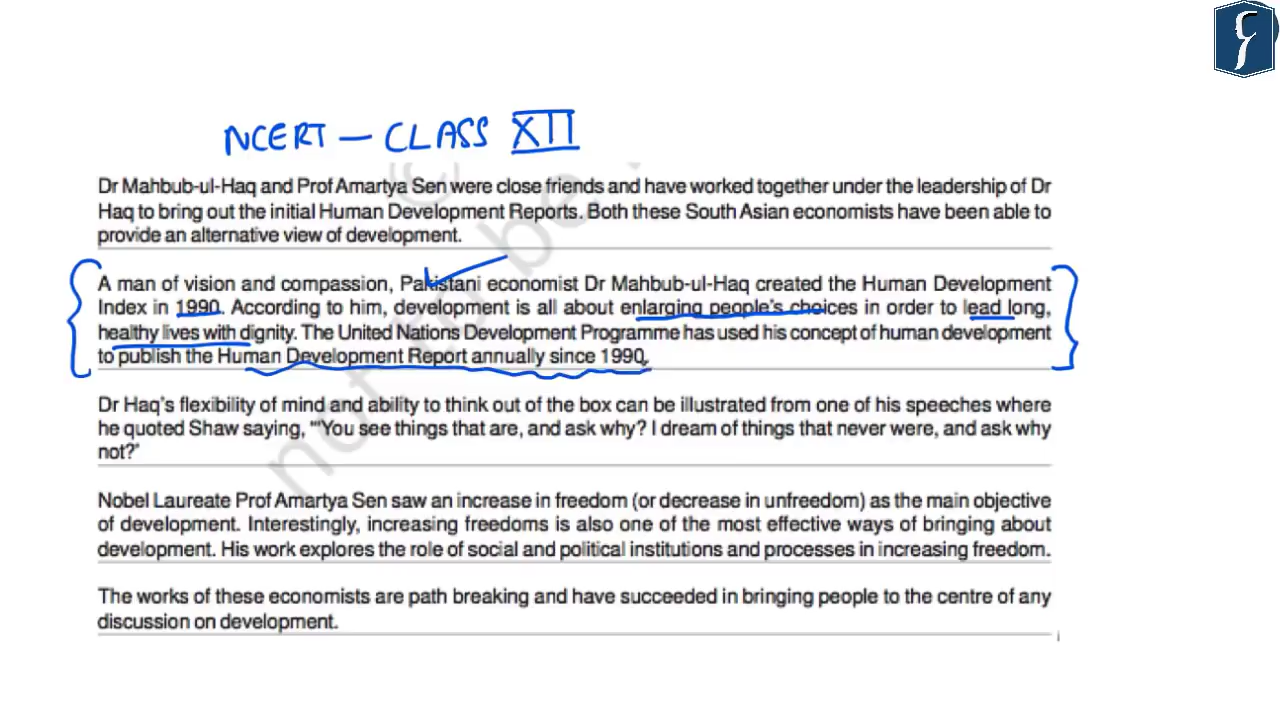 NCERT — CLASS XII
Dr Mahbub-ul-Haq and Prof Amartya Sen were close friends and have worked together under the leadership of Dr
Haq to bring out the initial Human Development Reports. Both these South Asian economists have been able to
provide an alternative view of development.
A man of vision and compassion, Pakistani economist Dr Mahbub-ul-Haq created the Human Development
Index in 1990. According to him, development is all about enlarging people's choices in order to lead long,
healthy lives with dignity. The United Nations Development Programme has used his concept of human development
to publish the Human Development Report annually since 1990.
Dr Haq's flexibility of mind and ability to think out of the box can be illustrated from one of his speeches where
he quoted Shaw saying, "'You see things that are, and ask why? I dream of things that never were, and ask why
not?'
Nobel Laureate Prof Amartya Sen saw an increase in freedom (or decrease in unfreedom) as the main objective
of development. Interestingly, increasing freedoms is also one of the most effective ways of bringing about
development. His work explores the role of social and political institutions and processes in increasing freedom.
The works of these economists are path breaking and have succeeded in bringing people to the centre of any
discussion on development.
© not to be